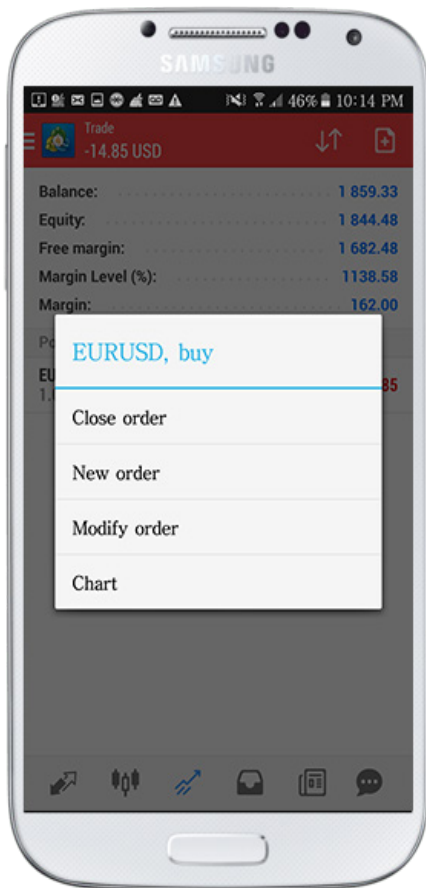 SAMSUNG
46% 10:14 PM
Trade
-14.85 USD
Balance: 1 859.33
Equity: 1 844.48
Free margin: 1 682.48
Margin Level (%): 1138.58
Margin: 162.00
EURUSD, buy
Close order
New order
Modify order
Chart